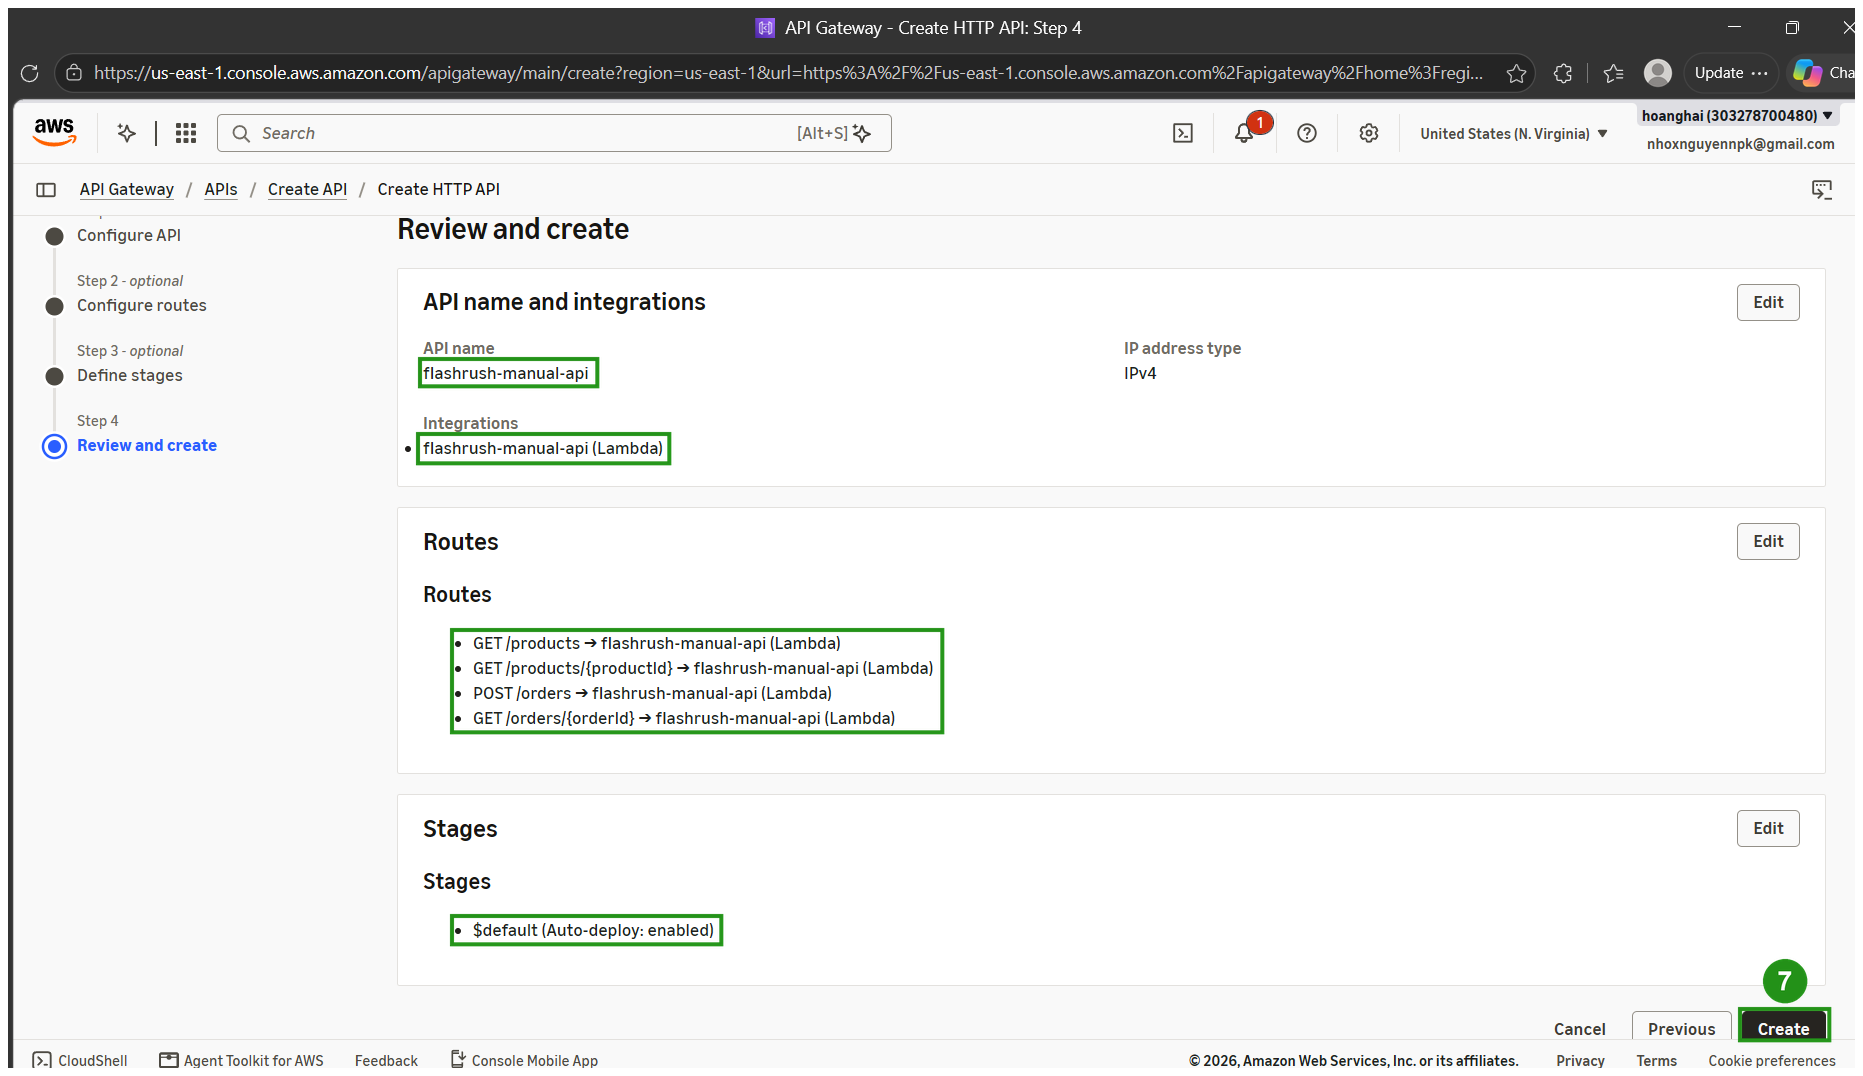 API Gateway - Create HTTP API: Step 4
https://us-east-1.console.aws.amazon.com/apigateway/main/create?region=us-east-1&url=https%3A%2F%2Fus-east-1.console.aws.amazon.com%2Fapigateway%2Fhome%3Fregi...
Update
Cha
aws
Search
[Alt+S]
1
United States (N. Virginia)
hoanghai (303278700480)
nhoxnguyennpk@gmail.com
API Gateway / APIs / Create API / Create HTTP API
Configure API
Step 2 - optional
Configure routes
Step 3 - optional
Define stages
Step 4
Review and create
Review and create
API name and integrations
Edit
API name
flashrush-manual-api
IP address type
IPv4
Integrations
• flashrush-manual-api (Lambda)
Routes
Edit
Routes
• GET /products → flashrush-manual-api (Lambda)
• GET /products/{productId} → flashrush-manual-api (Lambda)
• POST /orders → flashrush-manual-api (Lambda)
• GET /orders/{orderId} → flashrush-manual-api (Lambda)
Stages
Edit
Stages
• $default (Auto-deploy: enabled)
7
Cancel
Previous
Create
CloudShell
Agent Toolkit for AWS
Feedback
Console Mobile App
© 2026, Amazon Web Services, Inc. or its affiliates.
Privacy
Terms
Cookie preferences